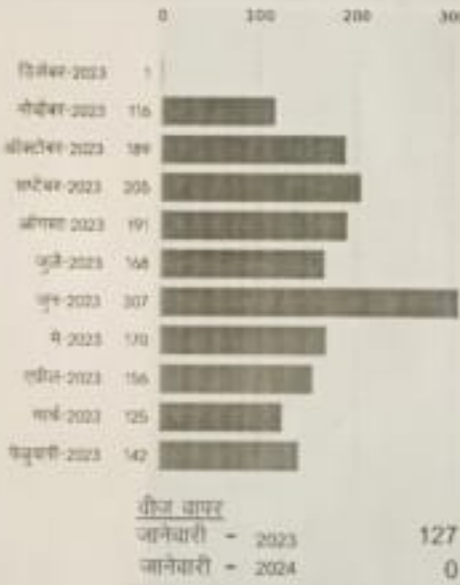 0 100 200 300
डिसेंबर-2023 1
नोव्हेंबर-2023 116
ऑक्टोबर-2023 189
सप्टेंबर-2023 205
ऑगस्ट-2023 191
जुलै-2023 168
जून-2023 307
मे-2023 170
एप्रिल-2023 156
मार्च-2023 125
फेब्रुवारी-2023 142
वीज वापर
जानेवारी - 2023 127
जानेवारी - 2024 0